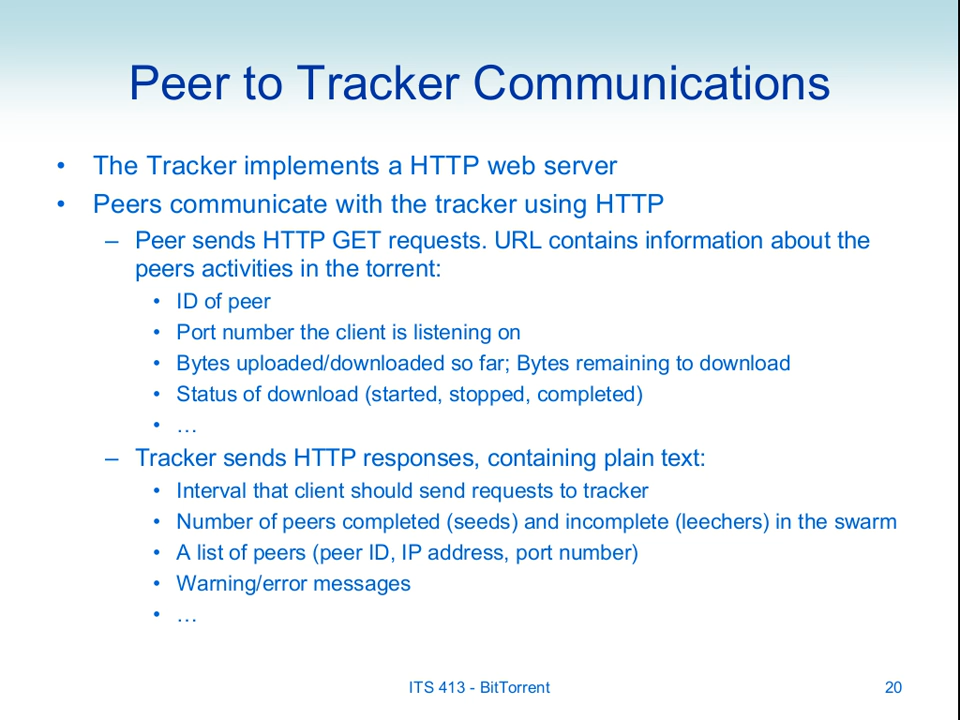 Peer to Tracker Communications
• The Tracker implements a HTTP web server
• Peers communicate with the tracker using HTTP
– Peer sends HTTP GET requests. URL contains information about the
peers activities in the torrent:
• ID of peer
• Port number the client is listening on
• Bytes uploaded/downloaded so far; Bytes remaining to download
• Status of download (started, stopped, completed)
• …
– Tracker sends HTTP responses, containing plain text:
• Interval that client should send requests to tracker
• Number of peers completed (seeds) and incomplete (leechers) in the swarm
• A list of peers (peer ID, IP address, port number)
• Warning/error messages
• …
ITS 413 - BitTorrent 20